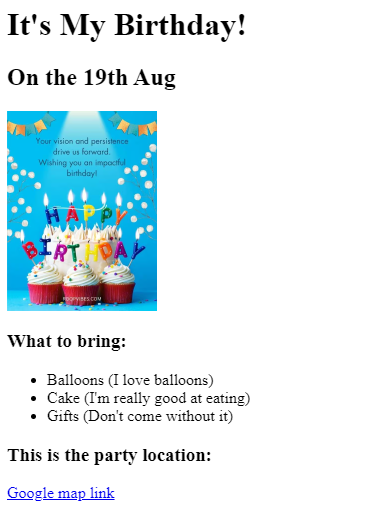 It's My Birthday!
On the 19th Aug
Your vision and persistence
drive us forward.
Wishing you an impactful
birthday!
HAPPY
BIRTHDAY
What to bring:
Balloons (I love balloons)
Cake (I'm really good at eating)
Gifts (Don't come without it)
This is the party location:
Google map link